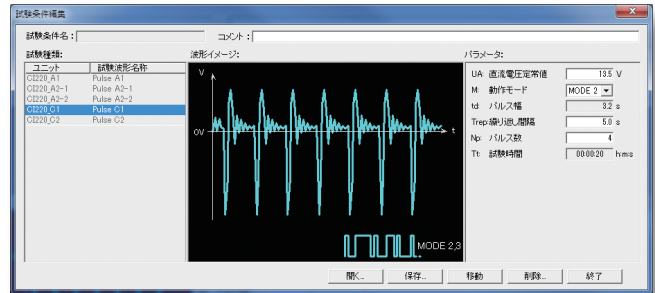 試験条件編集
試験条件名:
コメント:
試験種類:
ユニット 試験波形名称
CI220_A1 Pulse A1
CI220_A2-1 Pulse A2-1
CI220_A2-2 Pulse A2-2
CI220_C1 Pulse C1
CI220_C2 Pulse C2
波形イメージ:
V
0V
t
MODE 2,3
パラメータ:
UA: 直流電圧定常値 13.5 V
M: 動作モード MODE 2
td: パルス幅 3.2 s
Trep:繰り返し間隔 5.0 s
Np: パルス数 4
Tt: 試験時間 00:00:20 h:m:s
開く...
保存...
移動
削除...
終了